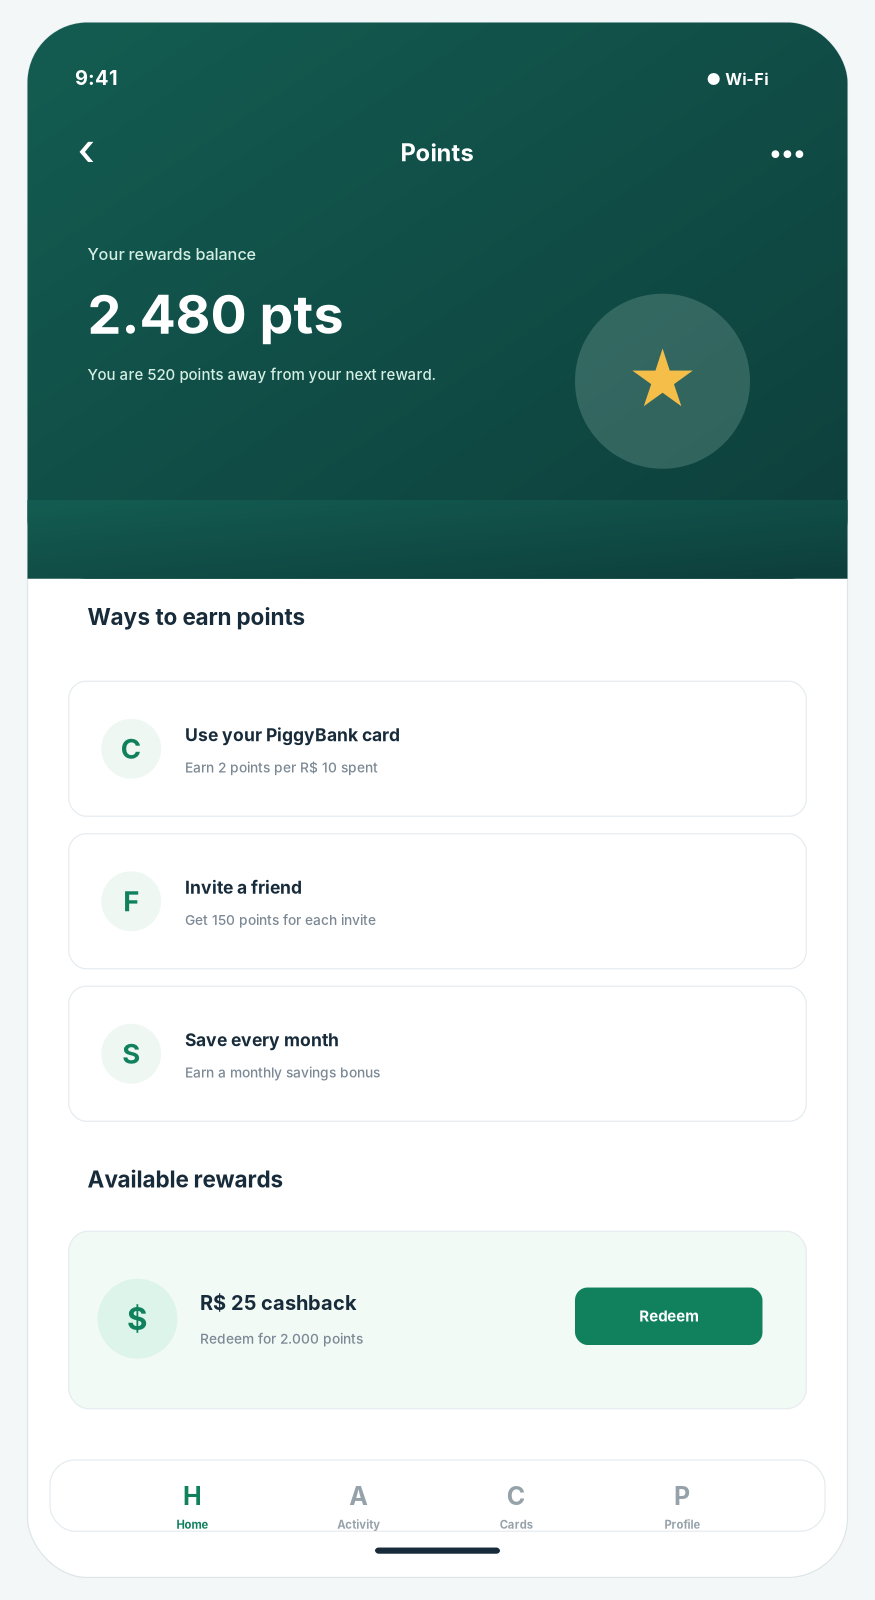 9:41
Wi-Fi
Points
Your rewards balance
2.480 pts
You are 520 points away from your next reward.
Ways to earn points
C
Use your PiggyBank card
Earn 2 points per R$ 10 spent
F
Invite a friend
Get 150 points for each invite
S
Save every month
Earn a monthly savings bonus
Available rewards
$
R$ 25 cashback
Redeem for 2.000 points
Redeem
H
Home
A
Activity
C
Cards
P
Profile